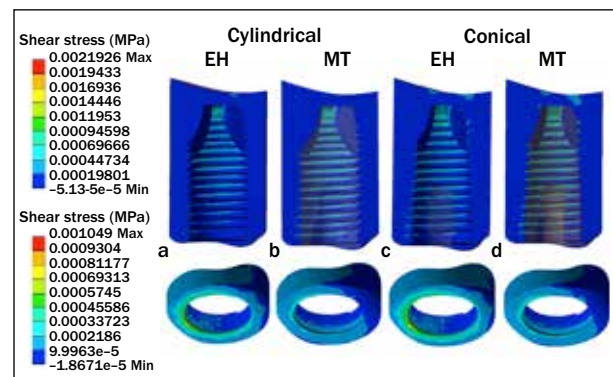 Cylindrical
Conical
EH
MT
EH
MT
Shear stress (MPa)
0.0021926 Max
0.0019433
0.0016936
0.0014446
0.0011953
0.00094598
0.00069666
0.00044734
0.00019801
–5.13-5e–5 Min
Shear stress (MPa)
0.001049 Max
0.0009304
0.00081177
0.00069313
0.0005745
0.00045586
0.00033723
0.0002186
9.9963e–5
–1.8671e–5 Min
a
b
c
d